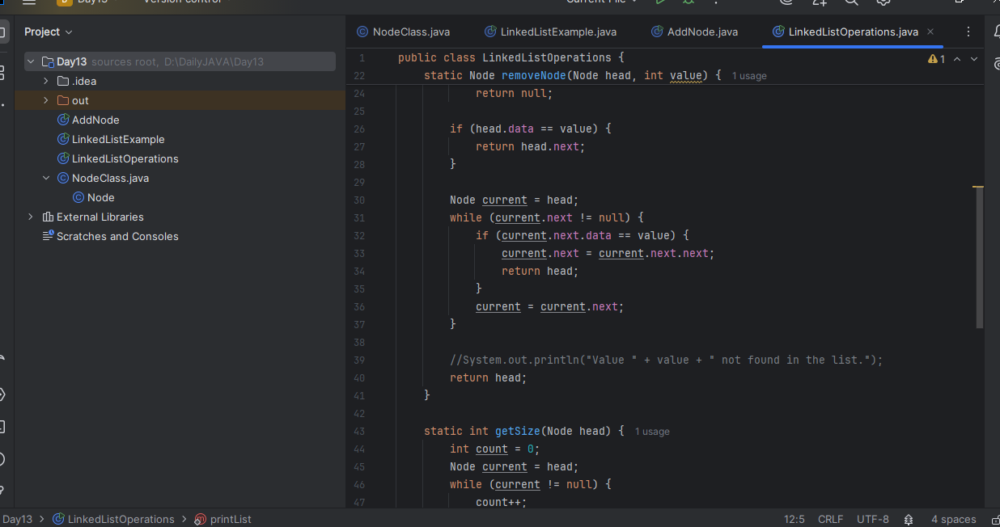 Day13
Version control
Current File
Project
NodeClass.java
LinkedListExample.java
AddNode.java
LinkedListOperations.java
Day13 sources root, D:\DailyJAVA\Day13
.idea
out
AddNode
LinkedListExample
LinkedListOperations
NodeClass.java
Node
External Libraries
Scratches and Consoles
1 public class LinkedListOperations {
1
22 static Node removeNode(Node head, int value) { 1 usage
24 return null;
25
26 if (head.data == value) {
27 return head.next;
28 }
29
30 Node current = head;
31 while (current.next != null) {
32 if (current.next.data == value) {
33 current.next = current.next.next;
34 return head;
35 }
36 current = current.next;
37 }
38
39 //System.out.println("Value " + value + " not found in the list.");
40 return head;
41 }
42
43 static int getSize(Node head) { 1 usage
44 int count = 0;
45 Node current = head;
46 while (current != null) {
47 count++;
Day13 > LinkedListOperations > printList
12:5 CRLF UTF-8 4 spaces